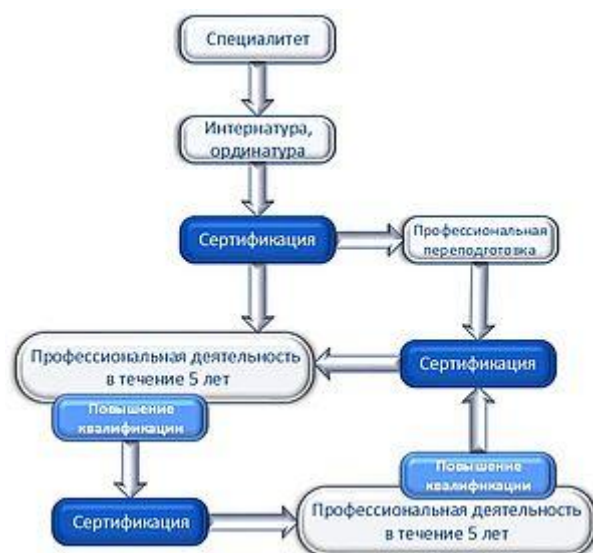 Специалитет
Интернатура,
ординатура
Сертификация
Профессиональная
переподготовка
Профессиональная деятельность
в течение 5 лет
Сертификация
Повышение
квалификации
Повышение
квалификации
Сертификация
Профессиональная деятельность
в течение 5 лет